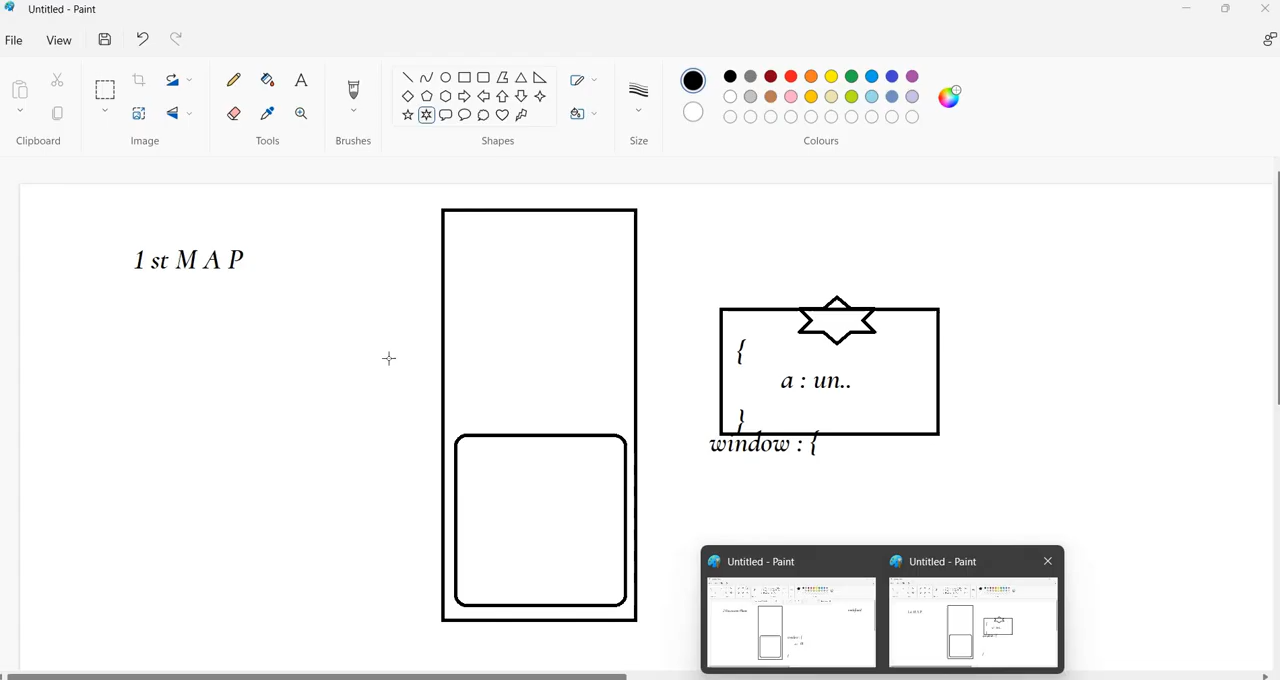 Untitled - Paint
File View
Clipboard Image Tools Brushes Shapes Size Colours
1 st M A P
{
a : un..
}
window : {
Untitled - Paint Untitled - Paint